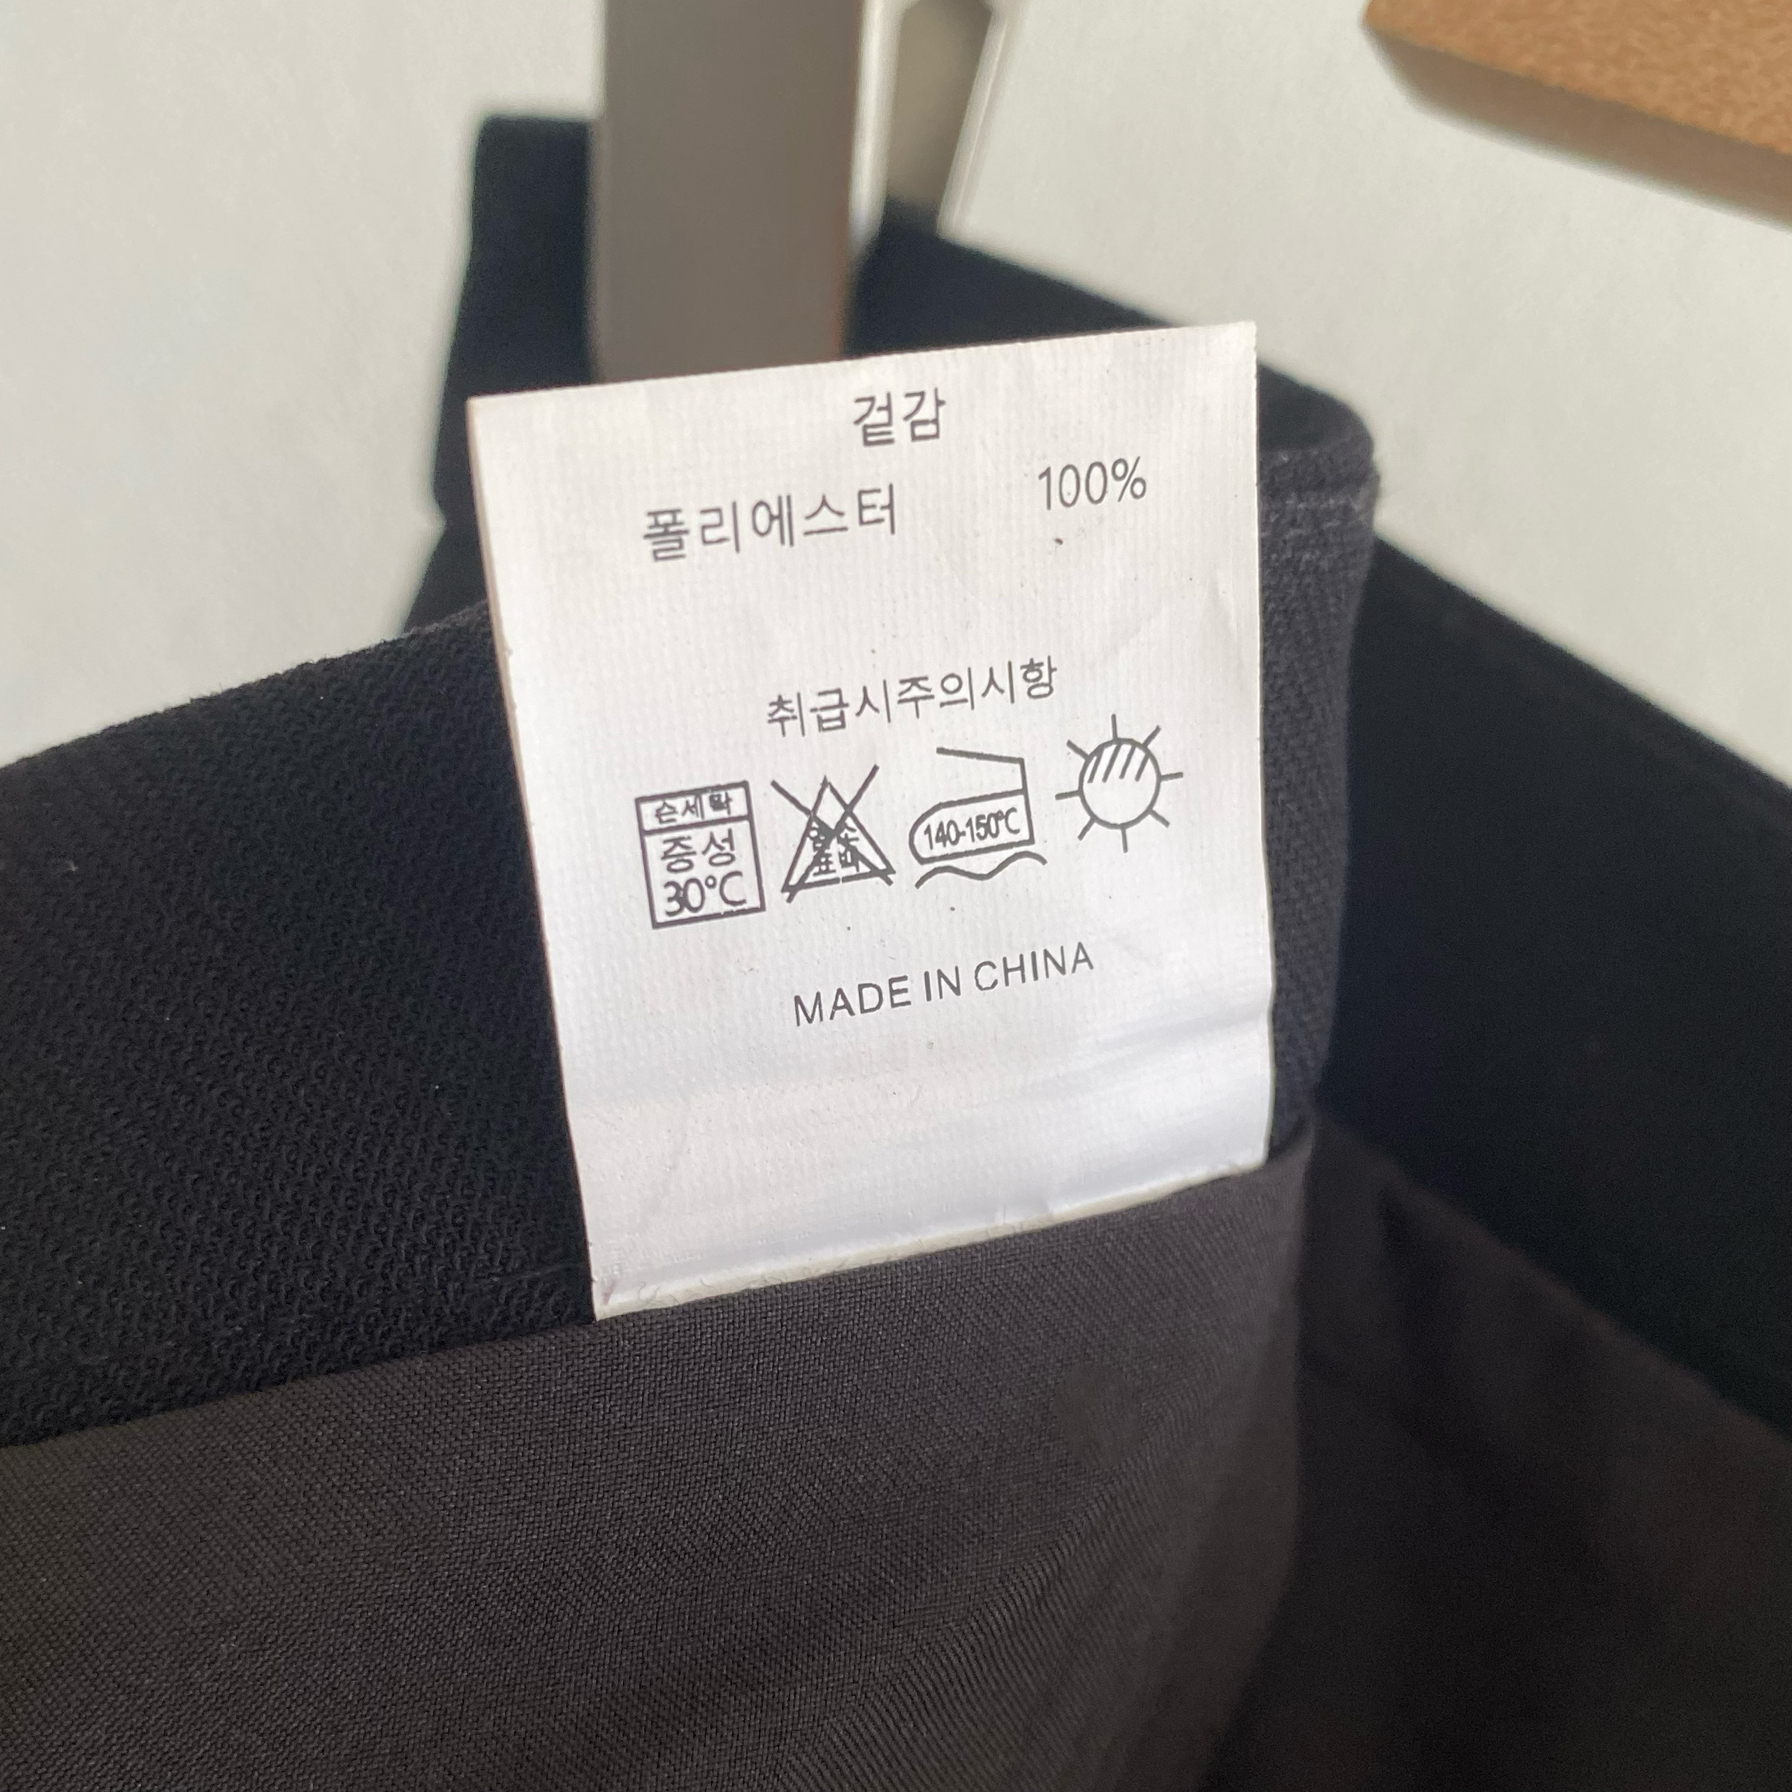 겉감
폴리에스터 100%
취급시주의시항
손세탁
중성
30℃
140-150℃
MADE IN CHINA